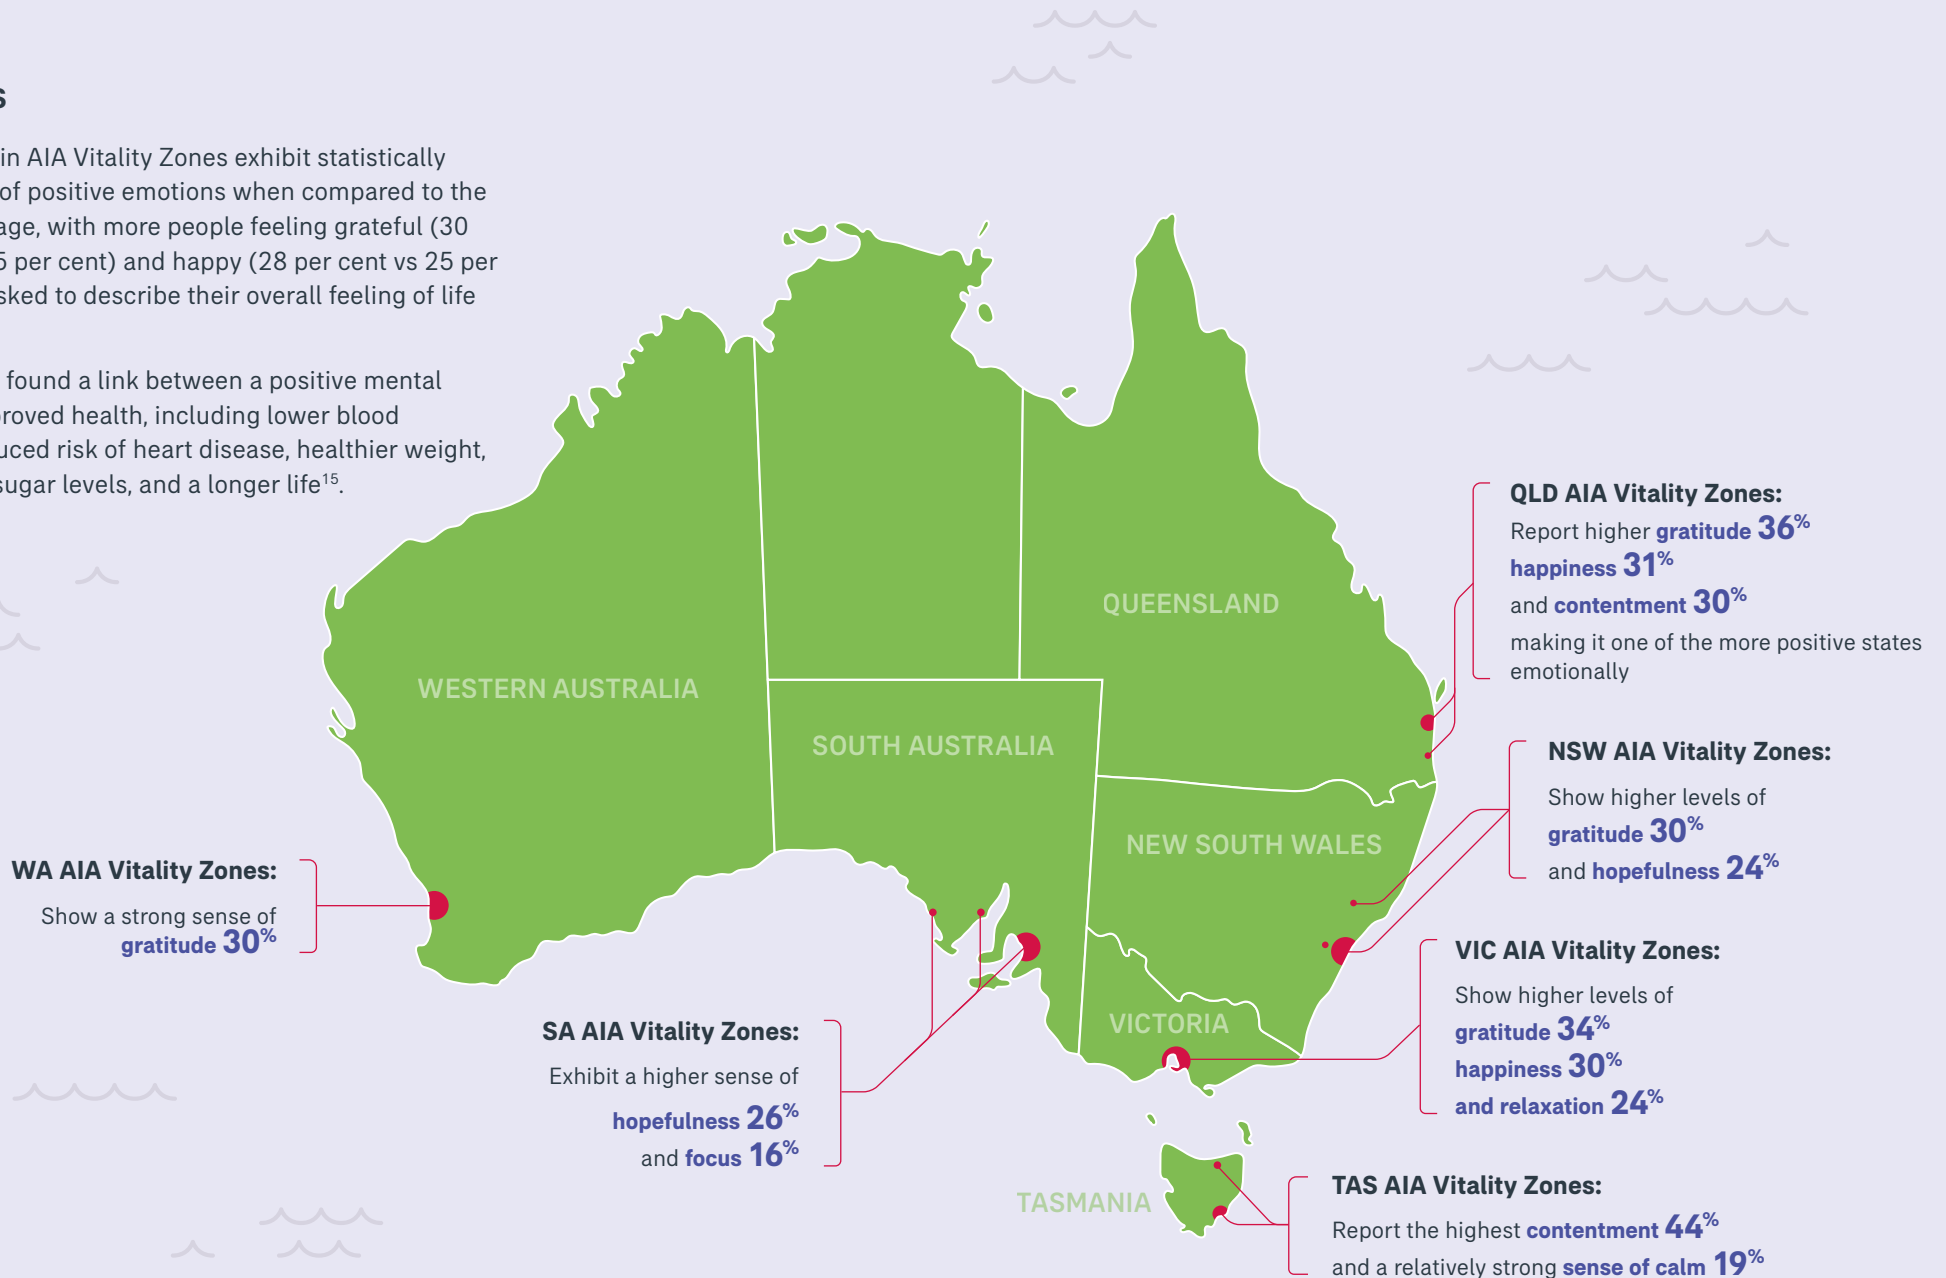 s
in AIA Vitality Zones exhibit statistically
of positive emotions when compared to the
age, with more people feeling grateful (30
5 per cent) and happy (28 per cent vs 25 per
sked to describe their overall feeling of life
found a link between a positive mental
proved health, including lower blood
uced risk of heart disease, healthier weight,
sugar levels, and a longer life15.
QUEENSLAND
WESTERN AUSTRALIA
SOUTH AUSTRALIA
NEW SOUTH WALES
VICTORIA
TASMANIA
QLD AIA Vitality Zones:
Report higher gratitude 36%
happiness 31%
and contentment 30%
making it one of the more positive states
emotionally
NSW AIA Vitality Zones:
Show higher levels of
gratitude 30%
and hopefulness 24%
WA AIA Vitality Zones:
Show a strong sense of
gratitude 30%
VIC AIA Vitality Zones:
Show higher levels of
gratitude 34%
happiness 30%
and relaxation 24%
SA AIA Vitality Zones:
Exhibit a higher sense of
hopefulness 26%
and focus 16%
TAS AIA Vitality Zones:
Report the highest contentment 44%
and a relatively strong sense of calm 19%